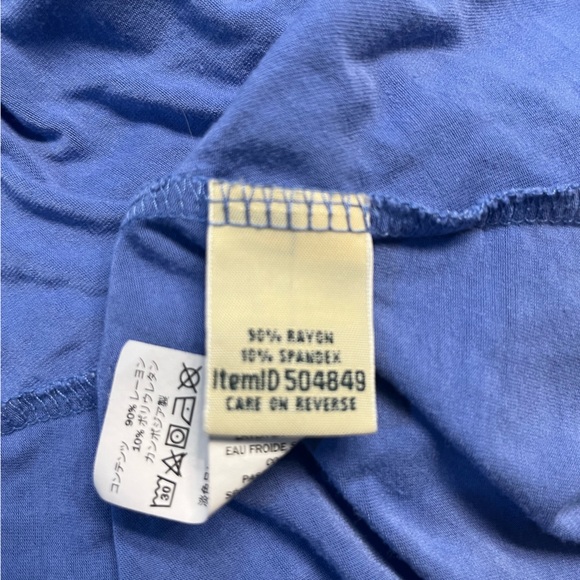 90% RAYON
10% SPANDEX
ItemID 504849
CARE ON REVERSE
コンテンツ 90% レーヨン
10% ポリウレタン
カンボジア製
30
EAU FROIDE